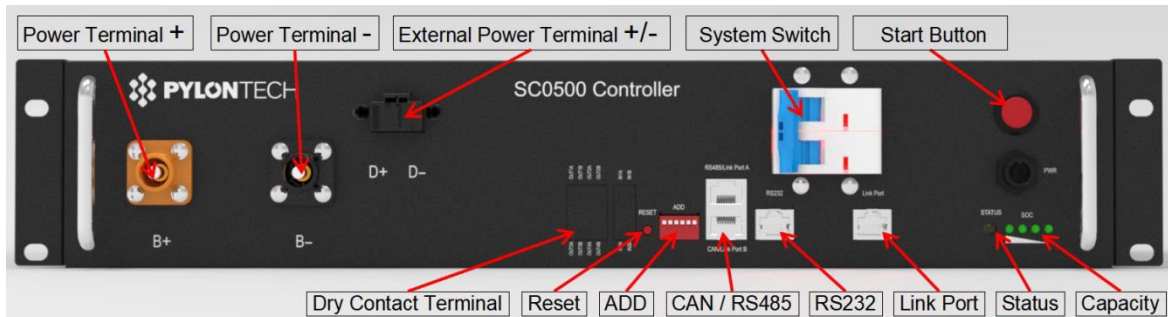 Power Terminal +
Power Terminal -
External Power Terminal +/-
System Switch
Start Button
PYLONTECH
SC0500 Controller
D+ D-
B+
B-
RS485/Link Port A
CAN/Link Port B
RESET
ADD
RS232
Link Port
PWR
STATUS
SOC
Dry Contact Terminal
Reset
ADD
CAN / RS485
RS232
Link Port
Status
Capacity